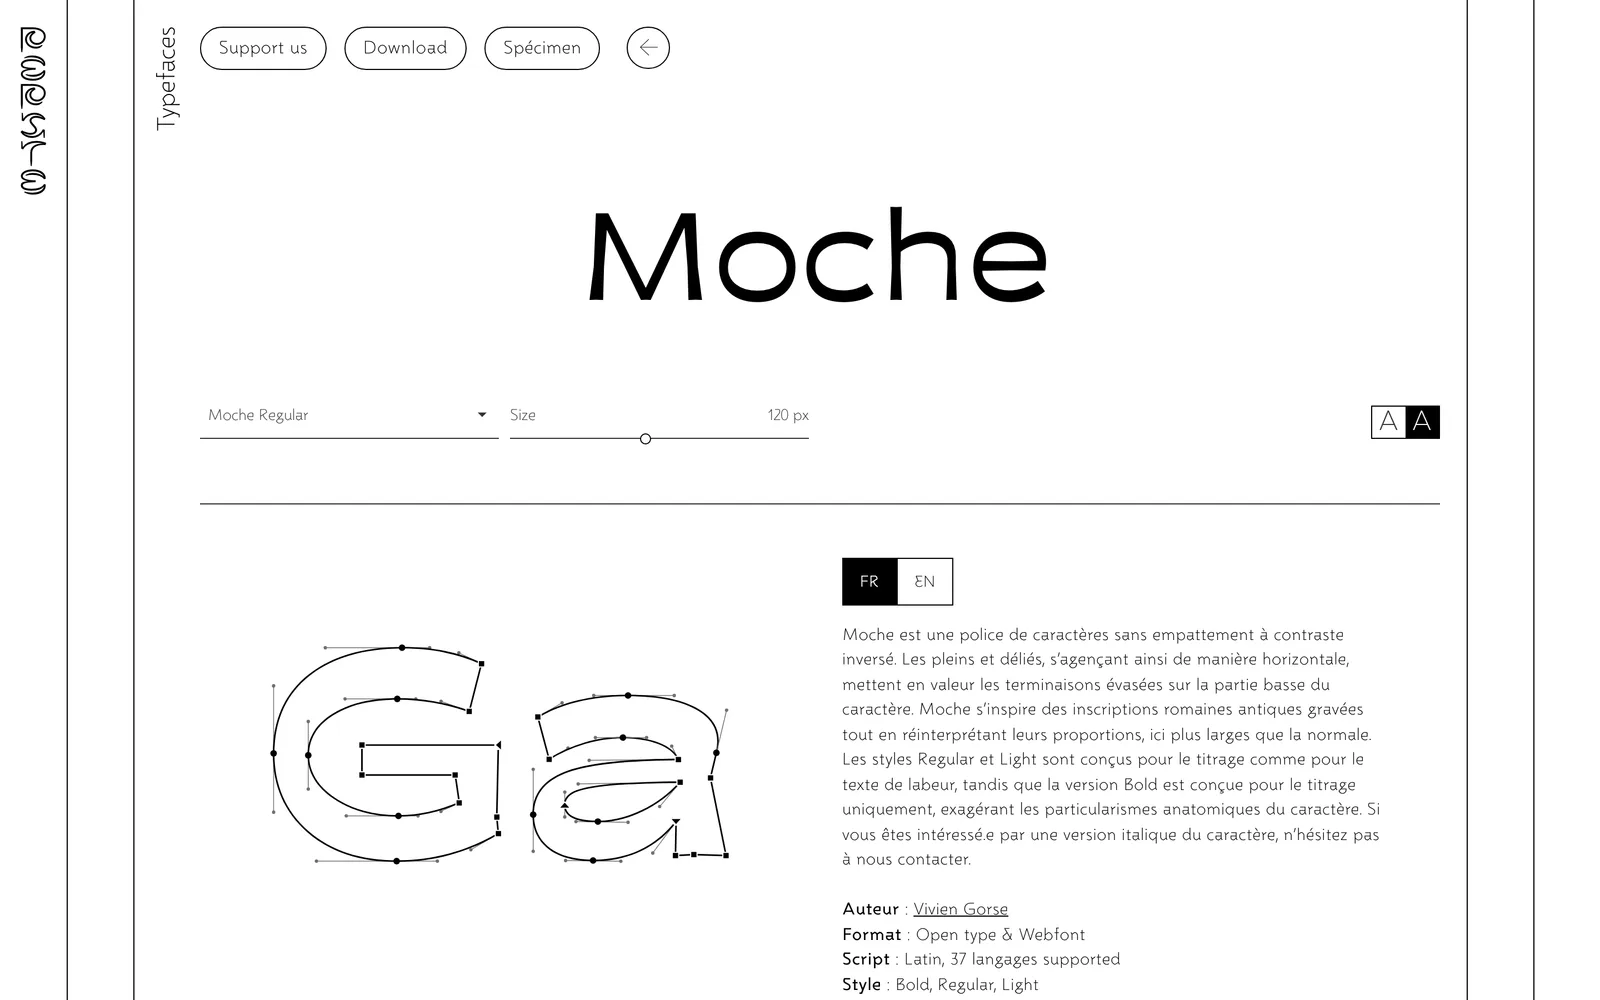 Typefaces
Support us
Download
Spécimen
Moche
Moche Regular
Size
120 px
A A
FR
EN
Moche est une police de caractères sans empattement à contraste
inversé. Les pleins et déliés, s'agençant ainsi de manière horizontale,
mettent en valeur les terminaisons évasées sur la partie basse du
caractère. Moche s'inspire des inscriptions romaines antiques gravées
tout en réinterprétant leurs proportions, ici plus larges que la normale.
Les styles Regular et Light sont conçus pour le titrage comme pour le
texte de labeur, tandis que la version Bold est conçue pour le titrage
uniquement, exagérant les particularismes anatomiques du caractère. Si
vous êtes intéressé.e par une version italique du caractère, n'hésitez pas
à nous contacter.
Ga
Auteur : Vivien Gorse
Format : Open type & Webfont
Script : Latin, 37 langages supported
Style : Bold, Regular, Light